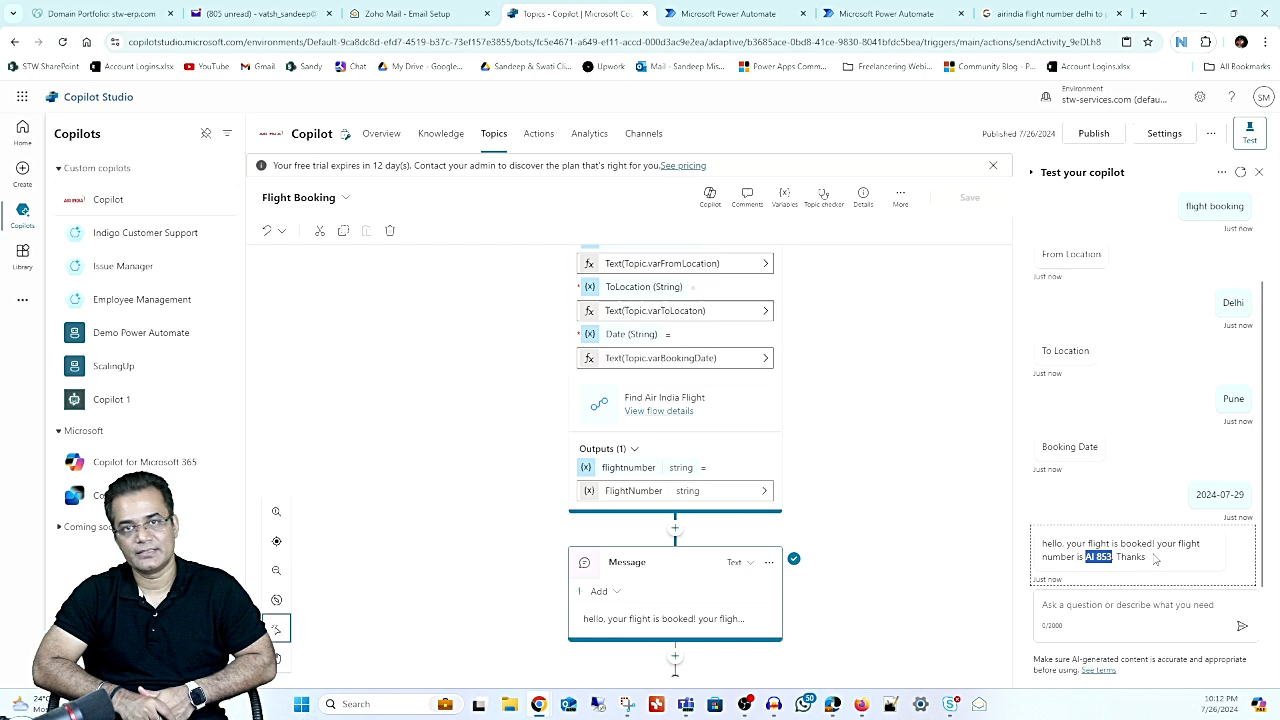 Domain Portfolio: stw-erp.com
(805 unread) - vatsh_sandeep@
Zoho Mail - Email Setup
Topics - Copilot | Microsoft Co
Microsoft Power Automate
Microsoft Power Automate
airindia flight number delhi to
copilotstudio.microsoft.com/environments/Default-9ca8dc8d-efd7-4519-b37c-73ef157e3855/bots/fc5e4671-a649-ef11-accd-000d3ac9e2ea/adaptive/b3685ace-0bd8-41ce-9830-8041bfdc5bea/triggers/main/actions/sendActivity_9eDLh8
STW SharePoint
Account Logins.xlsx
YouTube
Gmail
Sandy
Chat
My Drive - Google...
Sandeep & Swati Cli...
Upwork
Mail - Sandeep Mis...
Power Apps Comm...
Freelancing Webi...
Community Blog - P...
Account Logins.xlsx
All Bookmarks
Copilot Studio
Environment
stw-services.com (defau...
SM
Home
Create
Copilots
Library
Copilots
Custom copilots
Copilot
Indigo Customer Support
Issue Manager
Employee Management
Demo Power Automate
ScalingUp
Copilot 1
Microsoft
Copilot for Microsoft 365
Coming
AIR INDIA
Copilot
Overview
Knowledge
Topics
Actions
Analytics
Channels
Published 7/26/2024
Publish
Settings
Test
Your free trial expires in 12 day(s). Contact your admin to discover the plan that's right for you. See pricing
Flight Booking
Copilot
Comments
Variables
Topic checker
Details
More
Save
fx Text(Topic.varFromLocation)
* {x} ToLocation (String) =
fx Text(Topic.varToLocaton)
* {x} Date (String) =
fx Text(Topic.varBookingDate)
Find Air India Flight
View flow details
Outputs (1)
{x} flightnumber string =
{x} FlightNumber string
Message
Text
Add
hello, your flight is booked! your fligh...
Test your copilot
flight booking
Just now
From Location
Just now
Delhi
Just now
To Location
Just now
Pune
Just now
Booking Date
Just now
2024-07-29
Just now
hello, your flight is booked! your flight
number is AI 853. Thanks
Just now
Ask a question or describe what you need
0/2000
Make sure AI-generated content is accurate and appropriate
before using. See terms
24°C
Search
50
10:12 PM
7/26/2024